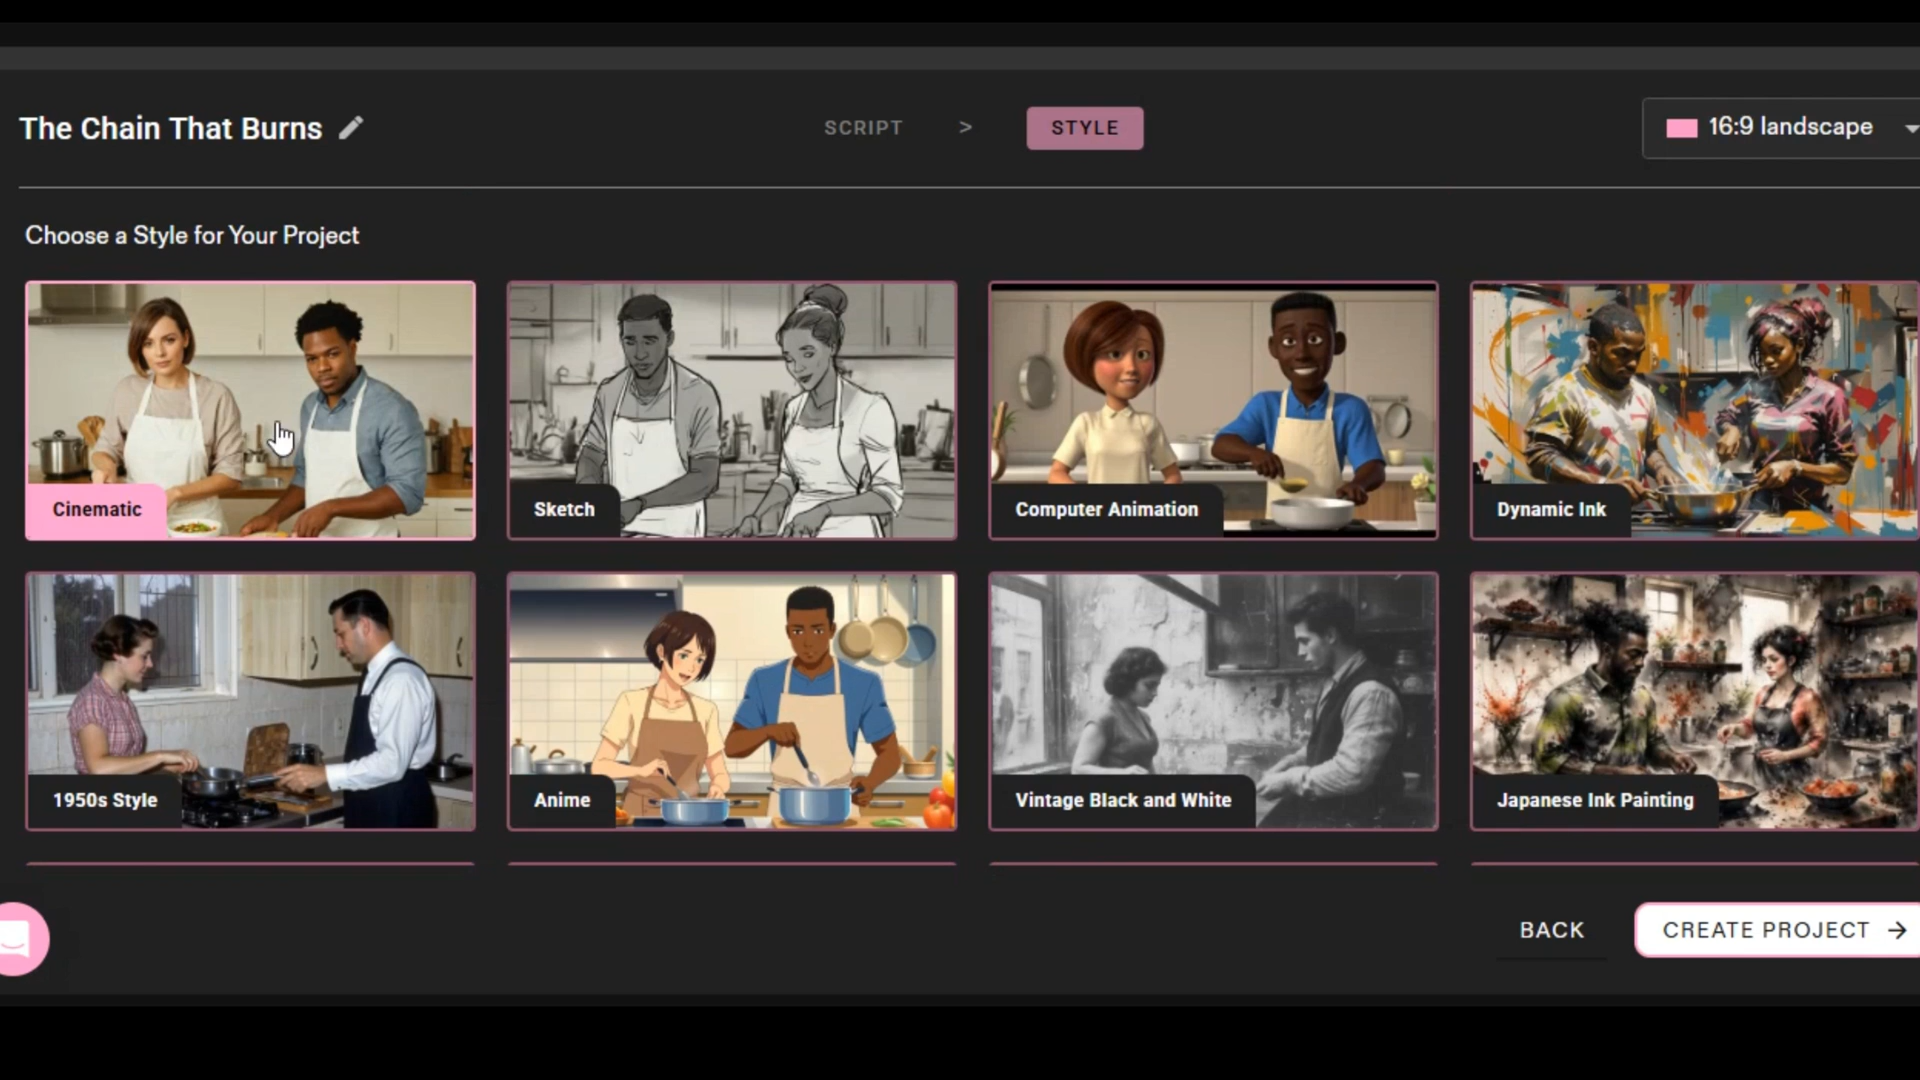 The Chain That Burns
SCRIPT > STYLE
16:9 landscape
Choose a Style for Your Project
Cinematic
Sketch
Computer Animation
Dynamic Ink
1950s Style
Anime
Vintage Black and White
Japanese Ink Painting
BACK
CREATE PROJECT →